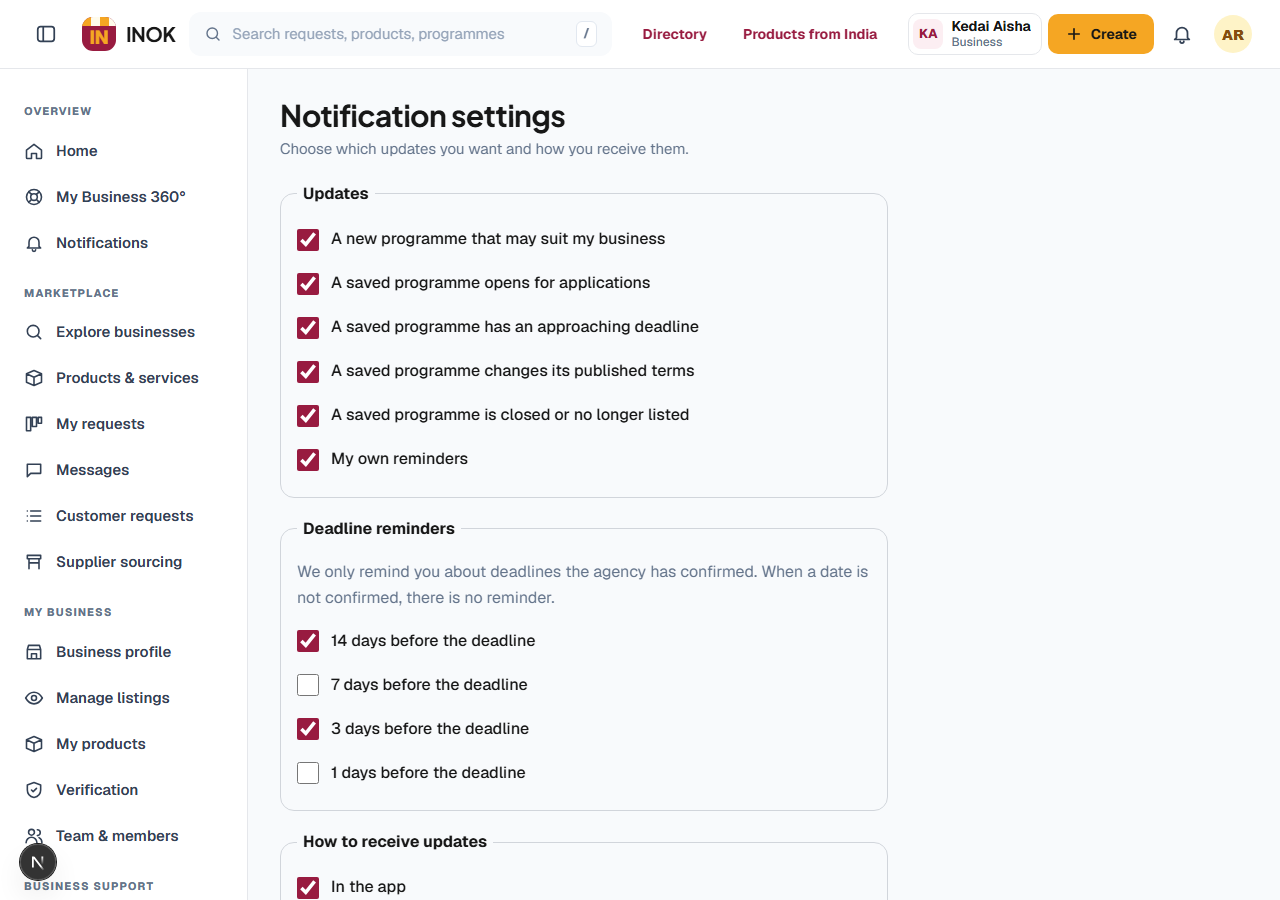 IN INOK
Search requests, products, programmes
/
Directory
Products from India
KA
Kedai Aisha
Business
Create
AR
OVERVIEW
Home
My Business 360°
Notifications
MARKETPLACE
Explore businesses
Products & services
My requests
Messages
Customer requests
Supplier sourcing
MY BUSINESS
Business profile
Manage listings
My products
Verification
Team & members
N
BUSINESS SUPPORT
Notification settings
Choose which updates you want and how you receive them.
Updates
A new programme that may suit my business
A saved programme opens for applications
A saved programme has an approaching deadline
A saved programme changes its published terms
A saved programme is closed or no longer listed
My own reminders
Deadline reminders
We only remind you about deadlines the agency has confirmed. When a date is
not confirmed, there is no reminder.
14 days before the deadline
7 days before the deadline
3 days before the deadline
1 days before the deadline
How to receive updates
In the app